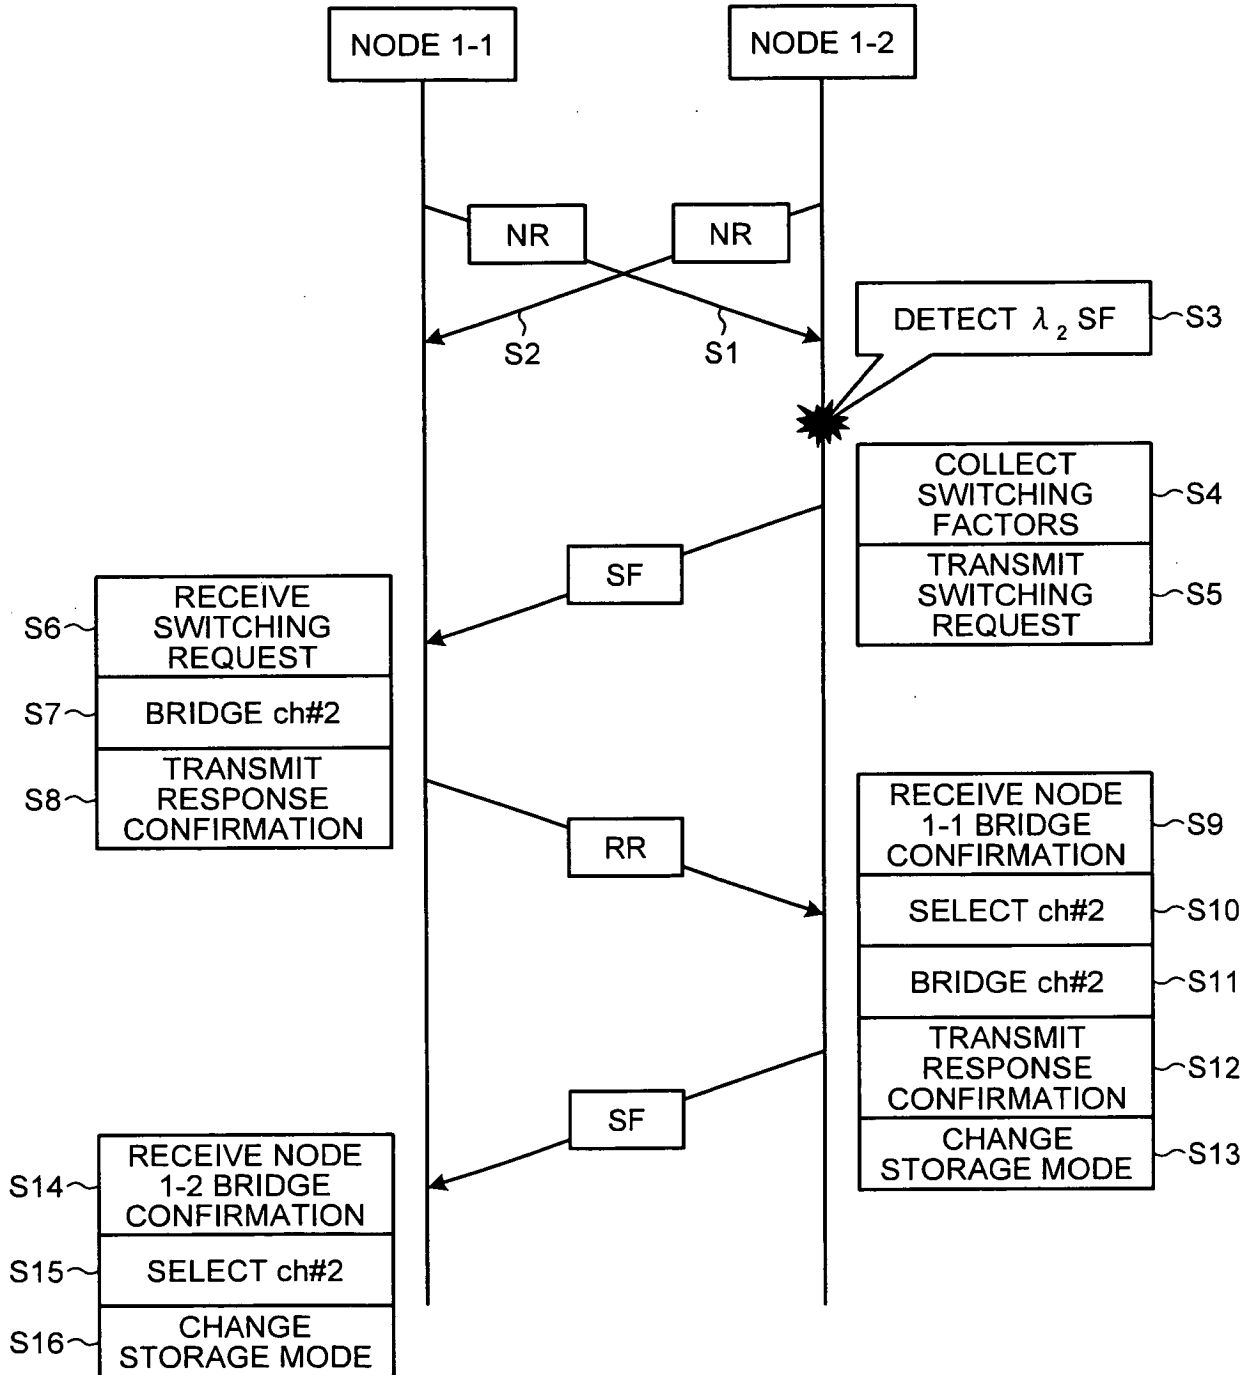 NODE 1-1
NODE 1-2
NR
NR
S2
S1
DETECT λ₂ SF
S3
COLLECT
SWITCHING
FACTORS
S4
TRANSMIT
SWITCHING
REQUEST
S5
SF
S6
RECEIVE
SWITCHING
REQUEST
S7
BRIDGE ch#2
S8
TRANSMIT
RESPONSE
CONFIRMATION
RR
RECEIVE NODE
1-1 BRIDGE
CONFIRMATION
S9
SELECT ch#2
S10
BRIDGE ch#2
S11
TRANSMIT
RESPONSE
CONFIRMATION
S12
CHANGE
STORAGE MODE
S13
SF
S14
RECEIVE NODE
1-2 BRIDGE
CONFIRMATION
S15
SELECT ch#2
S16
CHANGE
STORAGE MODE